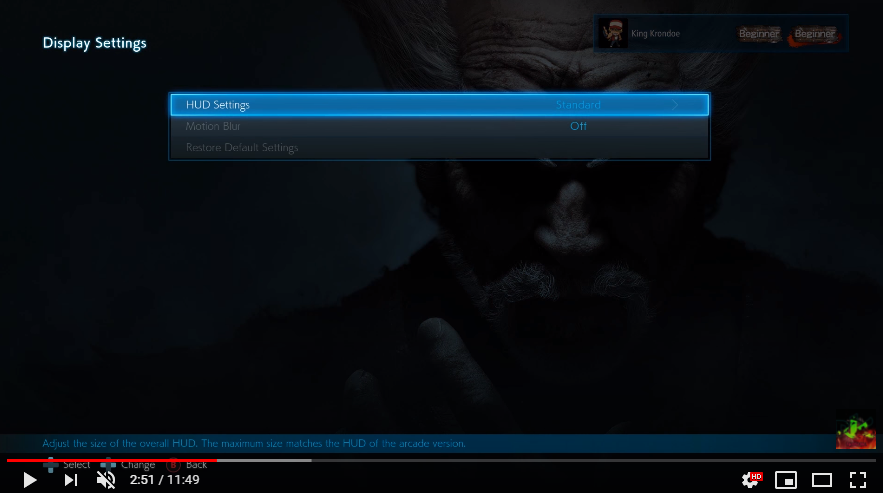 Display Settings
King Krondoe
Beginner
Beginner
HUD Settings
Standard
Motion Blur
Off
Restore Default Settings
Adjust the size of the overall HUD. The maximum size matches the HUD of the arcade version.
Select Change B Back
2:51 / 11:49
HD